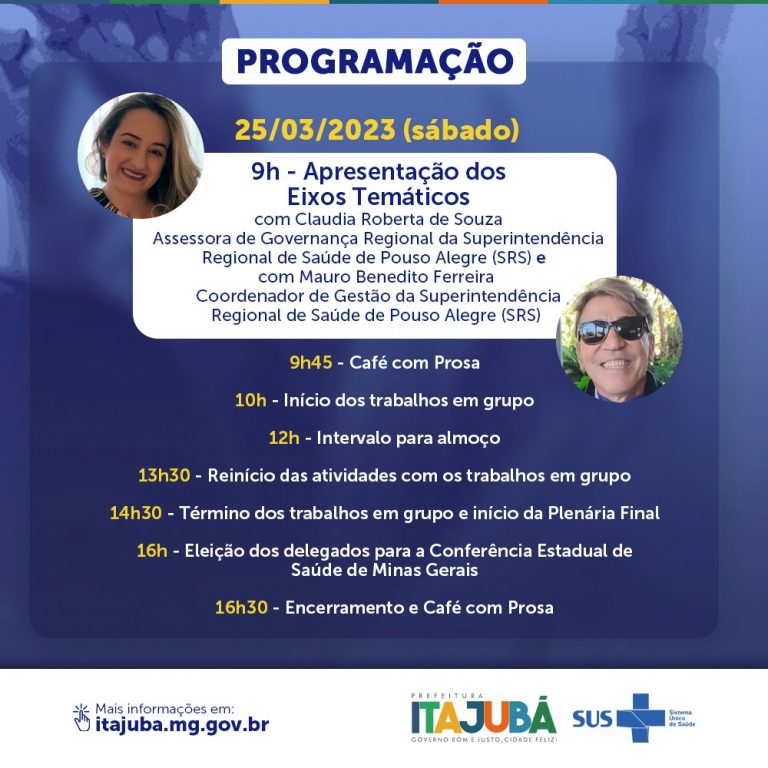 PROGRAMAÇÃO
25/03/2023 (sábado)
9h - Apresentação dos
Eixos Temáticos
com Claudia Roberta de Souza
Assessora de Governança Regional da Superintendência
Regional de Saúde de Pouso Alegre (SRS) e
com Mauro Benedito Ferreira
Coordenador de Gestão da Superintendência
Regional de Saúde de Pouso Alegre (SRS)
9h45 - Café com Prosa
10h - Início dos trabalhos em grupo
12h - Intervalo para almoço
13h30 - Reinício das atividades com os trabalhos em grupo
14h30 - Término dos trabalhos em grupo e início da Plenária Final
16h - Eleição dos delegados para a Conferência Estadual de
Saúde de Minas Gerais
16h30 - Encerramento e Café com Prosa
Mais informações em:
itajuba.mg.gov.br
PREFEITURA
ITAJUBÁ
GOVERNO BOM E JUSTO, CIDADE FELIZ!
SUS
Sistema
Único
de Saúde